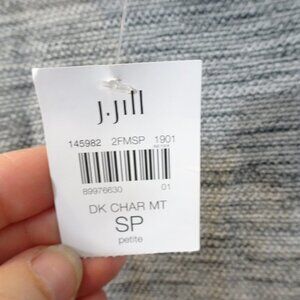 J.Jill
145982 2FMSP 1901
89976630 01
DK CHAR MT
SP
petite